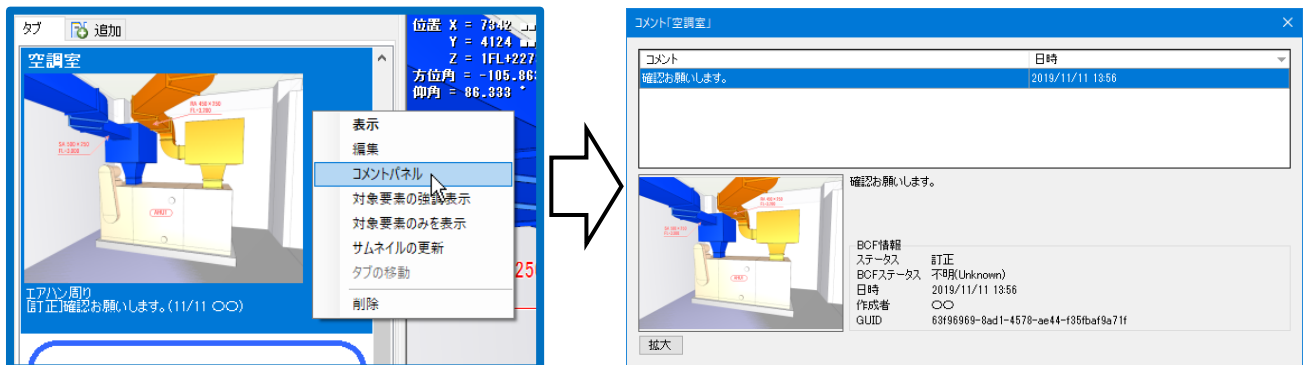 タブ 追加
空調室
エアハン周り
[訂正]確認お願いします。(11/11 〇〇)
位置 X = 7342
Y = 4124
Z = 1FL+227
方位角 = -105.86
仰角 = 86.333 °
表示
編集
コメントパネル
対象要素の強調表示
対象要素のみを表示
サムネイルの更新
タブの移動
削除
25
コメント「空調室」
コメント 日時
確認お願いします。 2019/11/11 13:56
確認お願いします。
BCF情報
ステータス 訂正
BCFステータス 不明(Unknown)
日時 2019/11/11 13:56
作成者 〇〇
GUID 63f96969-8ad1-4578-ae44-f35fbaf9a71f
拡大